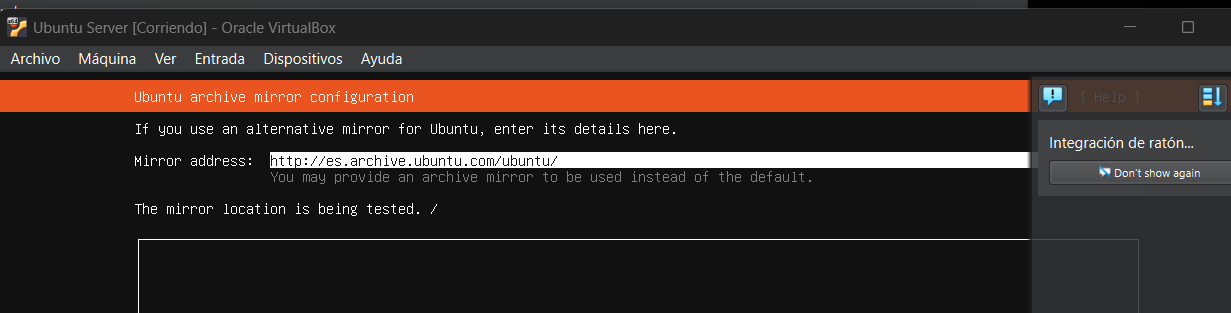 Ubuntu Server [Corriendo] - Oracle VirtualBox
Archivo Máquina Ver Entrada Dispositivos Ayuda
Ubuntu archive mirror configuration
[ Help ]
If you use an alternative mirror for Ubuntu, enter its details here.
Integración de ratón...
Mirror address: http://es.archive.ubuntu.com/ubuntu/
You may provide an archive mirror to be used instead of the default.
Don't show again
The mirror location is being tested. /